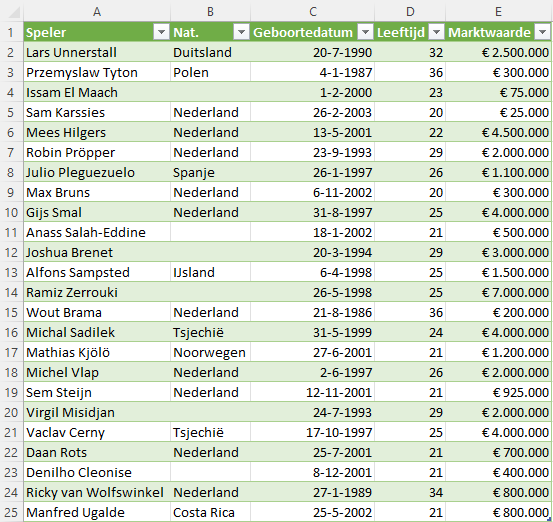 A B C D E
1 Speler Nat. Geboortedatum Leeftijd Marktwaarde
2 Lars Unnerstall Duitsland 20-7-1990 32 € 2.500.000
3 Przemyslaw Tyton Polen 4-1-1987 36 € 300.000
4 Issam El Maach 1-2-2000 23 € 75.000
5 Sam Karssies Nederland 26-2-2003 20 € 25.000
6 Mees Hilgers Nederland 13-5-2001 22 € 4.500.000
7 Robin Pröpper Nederland 23-9-1993 29 € 2.000.000
8 Julio Pleguezuelo Spanje 26-1-1997 26 € 1.100.000
9 Max Bruns Nederland 6-11-2002 20 € 300.000
10 Gijs Smal Nederland 31-8-1997 25 € 4.000.000
11 Anass Salah-Eddine 18-1-2002 21 € 500.000
12 Joshua Brenet 20-3-1994 29 € 3.000.000
13 Alfons Sampsted IJsland 6-4-1998 25 € 1.500.000
14 Ramiz Zerrouki 26-5-1998 25 € 7.000.000
15 Wout Brama Nederland 21-8-1986 36 € 200.000
16 Michal Sadilek Tsjechië 31-5-1999 24 € 4.000.000
17 Mathias Kjölö Noorwegen 27-6-2001 21 € 1.200.000
18 Michel Vlap Nederland 2-6-1997 26 € 2.000.000
19 Sem Steijn Nederland 12-11-2001 21 € 925.000
20 Virgil Misidjan 24-7-1993 29 € 2.000.000
21 Vaclav Cerny Tsjechië 17-10-1997 25 € 4.000.000
22 Daan Rots Nederland 25-7-2001 21 € 700.000
23 Denilho Cleonise 8-12-2001 21 € 400.000
24 Ricky van Wolfswinkel Nederland 27-1-1989 34 € 800.000
25 Manfred Ugalde Costa Rica 25-5-2002 21 € 800.000